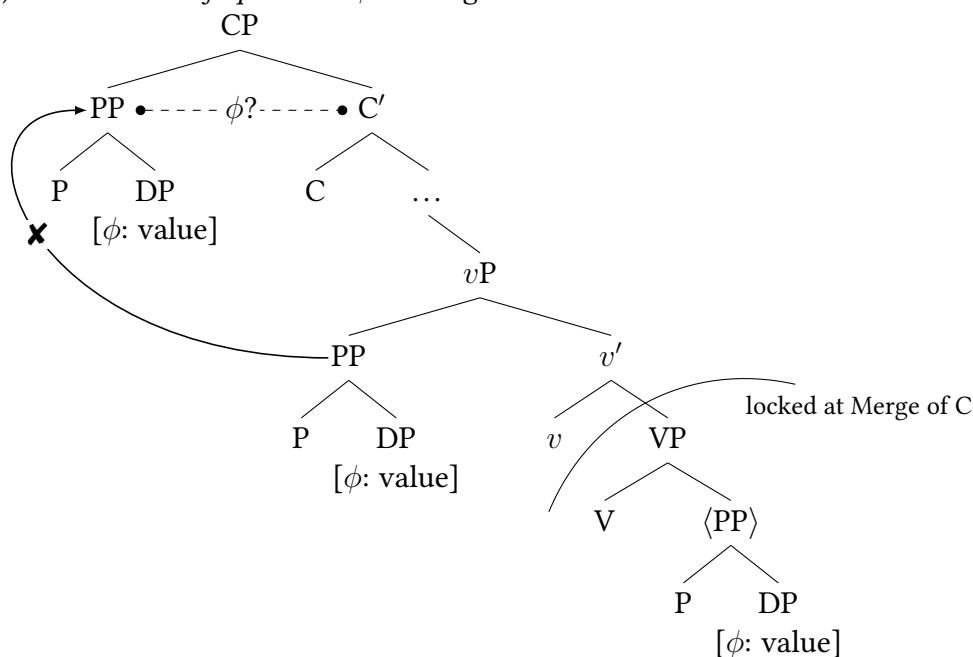 CP
PP φ? C′
P DP C …
[ϕ: value]
vP
PP v′
locked at Merge of C
P DP v VP
[ϕ: value]
V ⟨PP⟩
P DP
[ϕ: value]